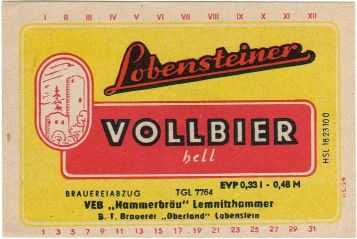 I II III IV V VI VII VIII IX X XI XII
Lobensteiner
VOLLBIER
hell
HSL 1823100
EVP 0,33 l - 0,48 M
BRAUEREIABZUG TGL 7764
VEB „Hammerbräu" Lemnitzhammer
B.-T. Brauerei „Oberland" Lobenstein
1 3 5 7 9 11 13 15 17 19 21 23 25 27 29 31